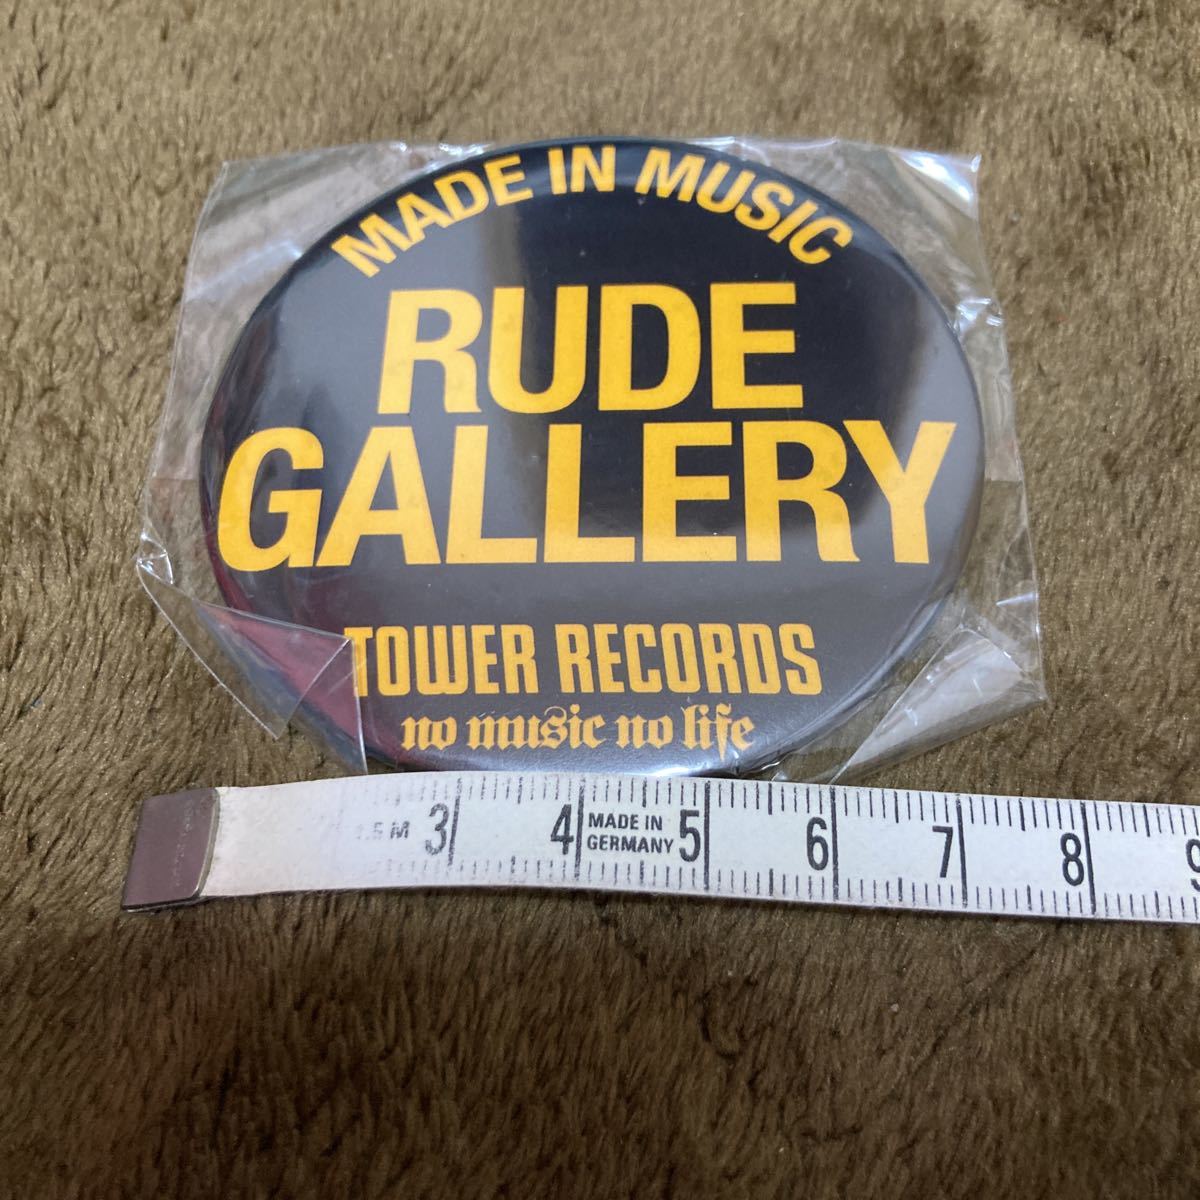 MADE IN MUSIC
RUDE
GALLERY
TOWER RECORDS
no music no life
1.5 M 3 4 MADE IN GERMANY 5 6 7 8 9